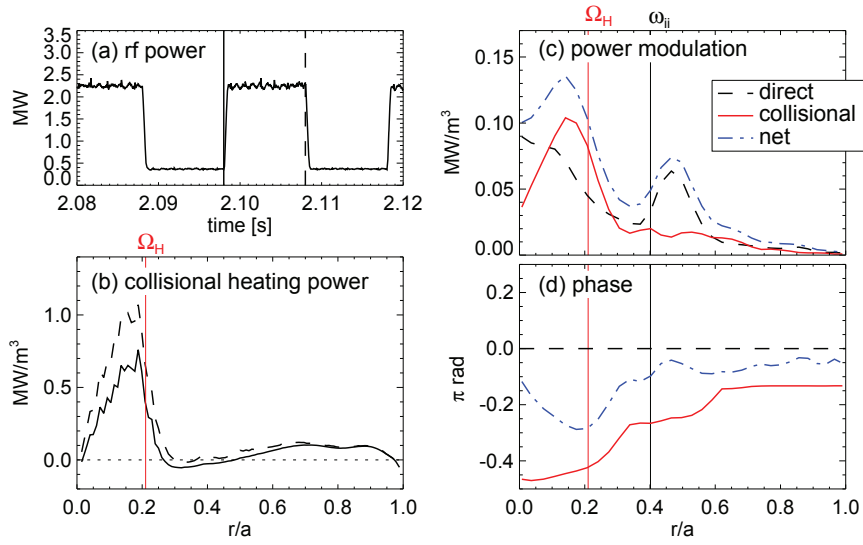 (a) rf power
MW
3.5
3.0
2.5
2.0
1.5
1.0
0.5
0.0
2.08 2.09 2.10 2.11 2.12
time [s]
Ω_H
(b) collisional heating power
MW/m³
1.0
0.5
0.0
0.0 0.2 0.4 0.6 0.8 1.0
r/a
Ω_H ω_ii
(c) power modulation
MW/m³
0.15
0.10
0.05
0.00
direct
collisional
net
(d) phase
π rad
0.2
0.0
-0.2
-0.4
0.0 0.2 0.4 0.6 0.8 1.0
r/a